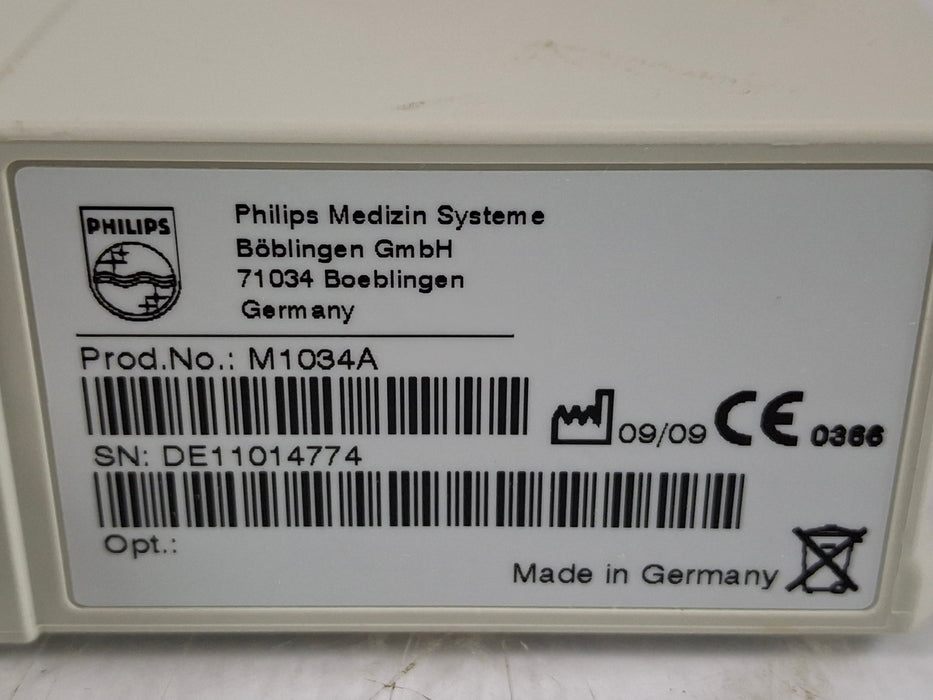 PHILIPS
Philips Medizin Systeme
Böblingen GmbH
71034 Boeblingen
Germany
Prod.No.: M1034A
09/09 CE 0366
SN: DE11014774
Opt.:
Made in Germany